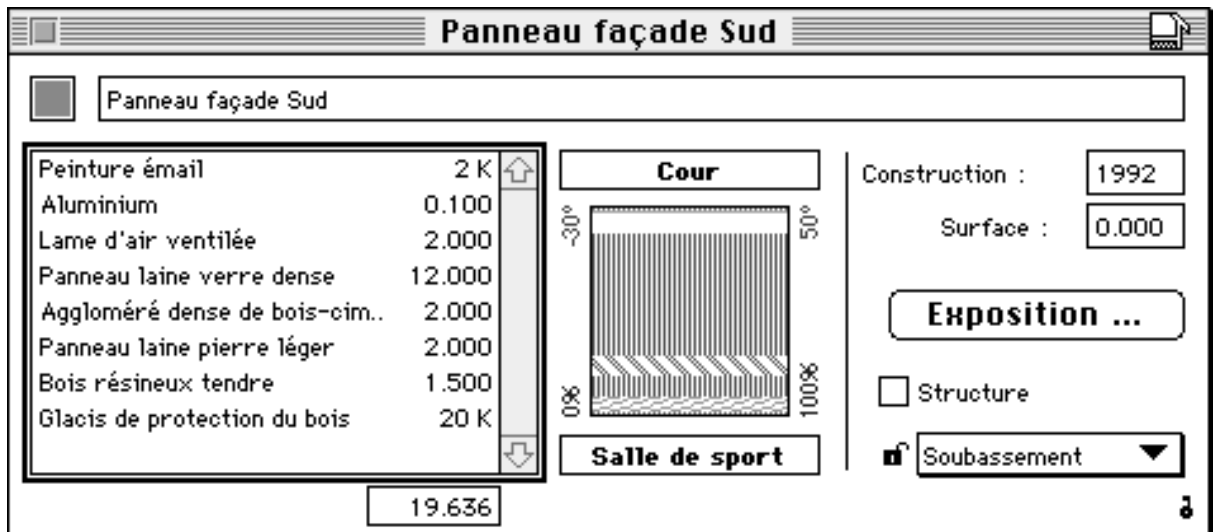 Panneau façade Sud
Panneau façade Sud
Peinture émail 2 K
Aluminium 0.100
Lame d'air ventilée 2.000
Panneau laine verre dense 12.000
Aggloméré dense de bois-cim.. 2.000
Panneau laine pierre léger 2.000
Bois résineux tendre 1.500
Glacis de protection du bois 20 K
19.636
Cour
-30° 50°
0% 100%
Salle de sport
Construction : 1992
Surface : 0.000
Exposition ...
Structure
Soubassement